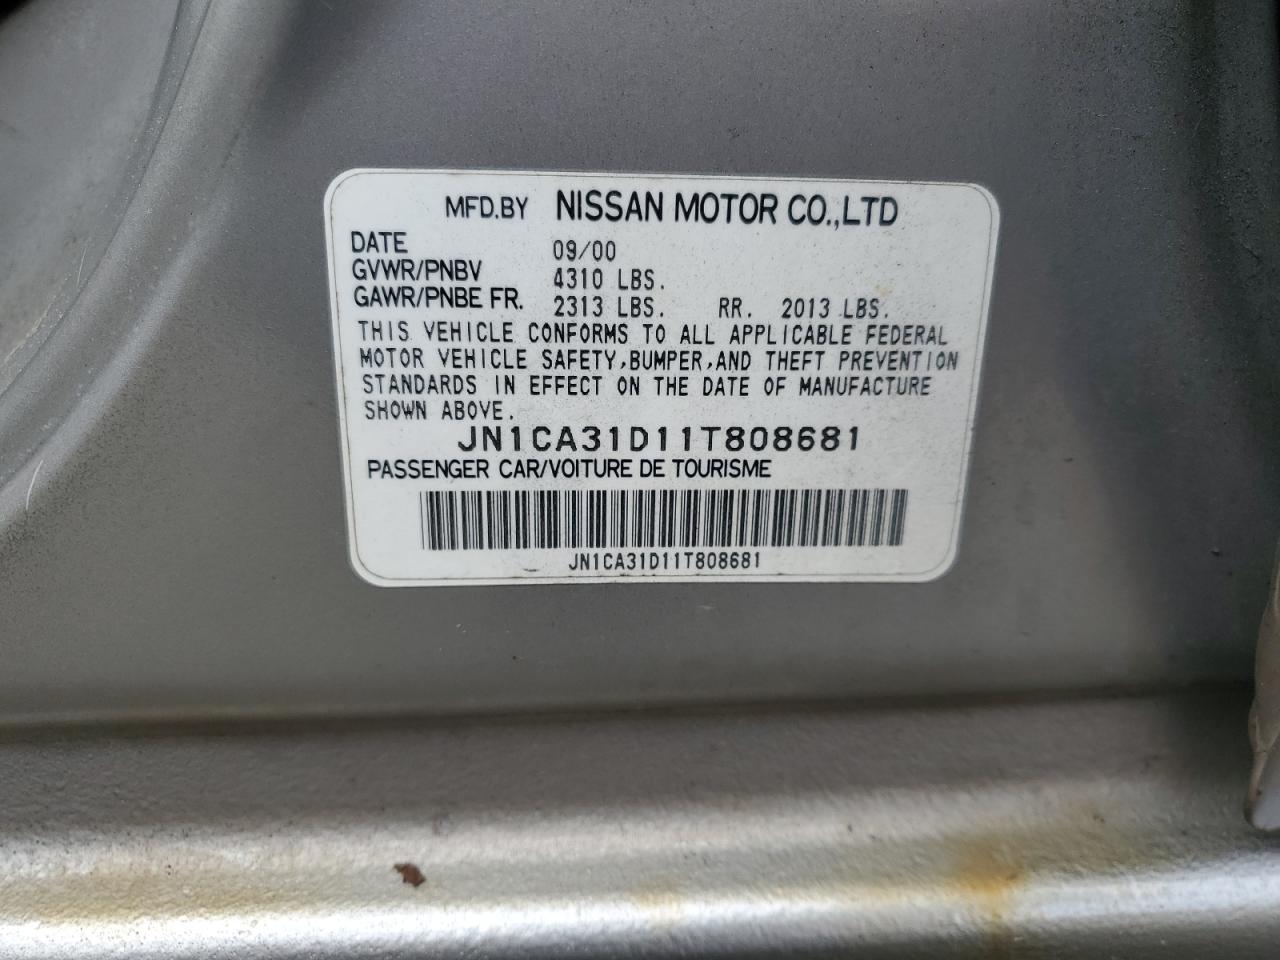 MFD.BY NISSAN MOTOR CO.,LTD
DATE 09/00
GVWR/PNBV 4310 LBS.
GAWR/PNBE FR. 2313 LBS. RR. 2013 LBS.
THIS VEHICLE CONFORMS TO ALL APPLICABLE FEDERAL
MOTOR VEHICLE SAFETY,BUMPER,AND THEFT PREVENTION
STANDARDS IN EFFECT ON THE DATE OF MANUFACTURE
SHOWN ABOVE.
JN1CA31D11T808681
PASSENGER CAR/VOITURE DE TOURISME
JN1CA31D11T808681